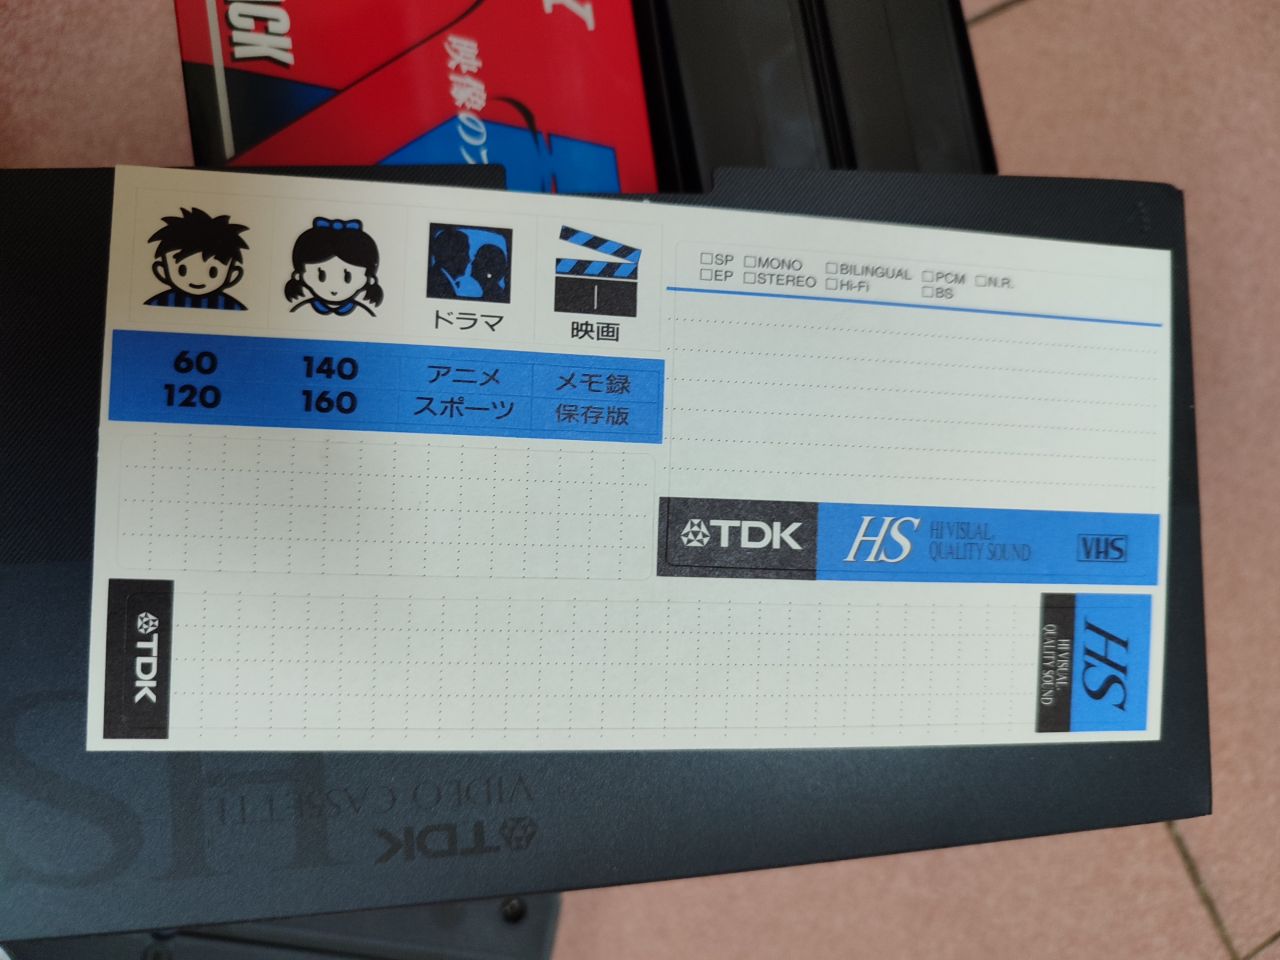 CK
映像の
ドラマ
映画
60
140
アニメ
メモ録
120
160
スポーツ
保存版
□SP □MONO □BILINGUAL □PCM □N.R.
□EP □STEREO □Hi-Fi □BS
TDK
HS
HI VISUAL,
QUALITY SOUND
VHS
TDK
HS
HI VISUAL,
QUALITY SOUND
VIDEO CASSETTE
TDK
HS